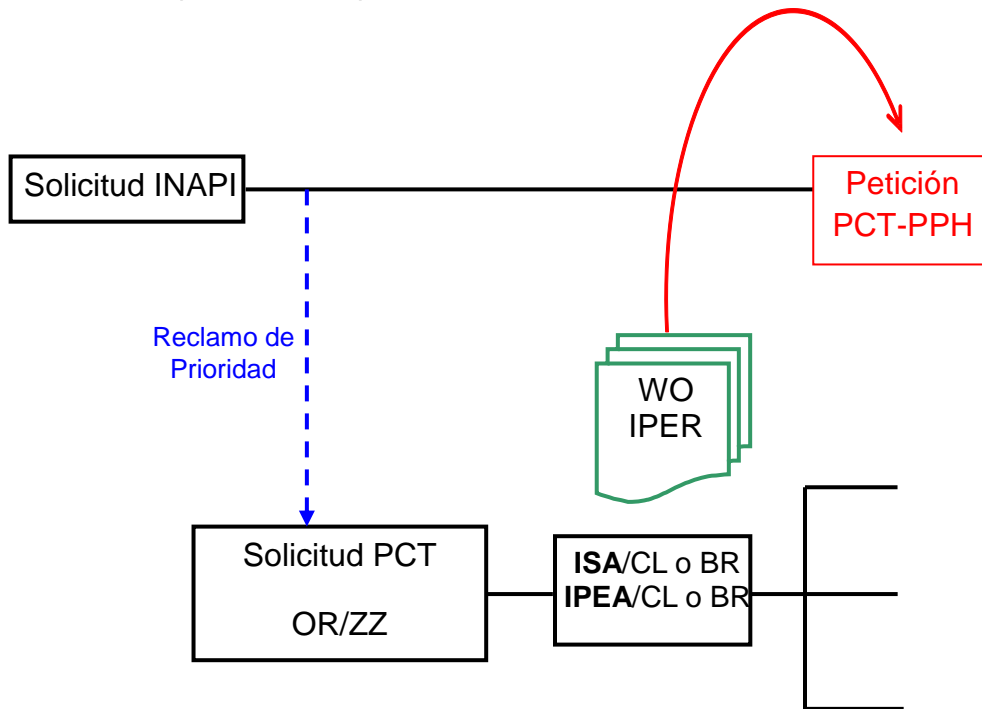 Solicitud INAPI
Petición
PCT-PPH
Reclamo de
Prioridad
WO
IPER
Solicitud PCT
OR/ZZ
ISA/CL o BR
IPEA/CL o BR